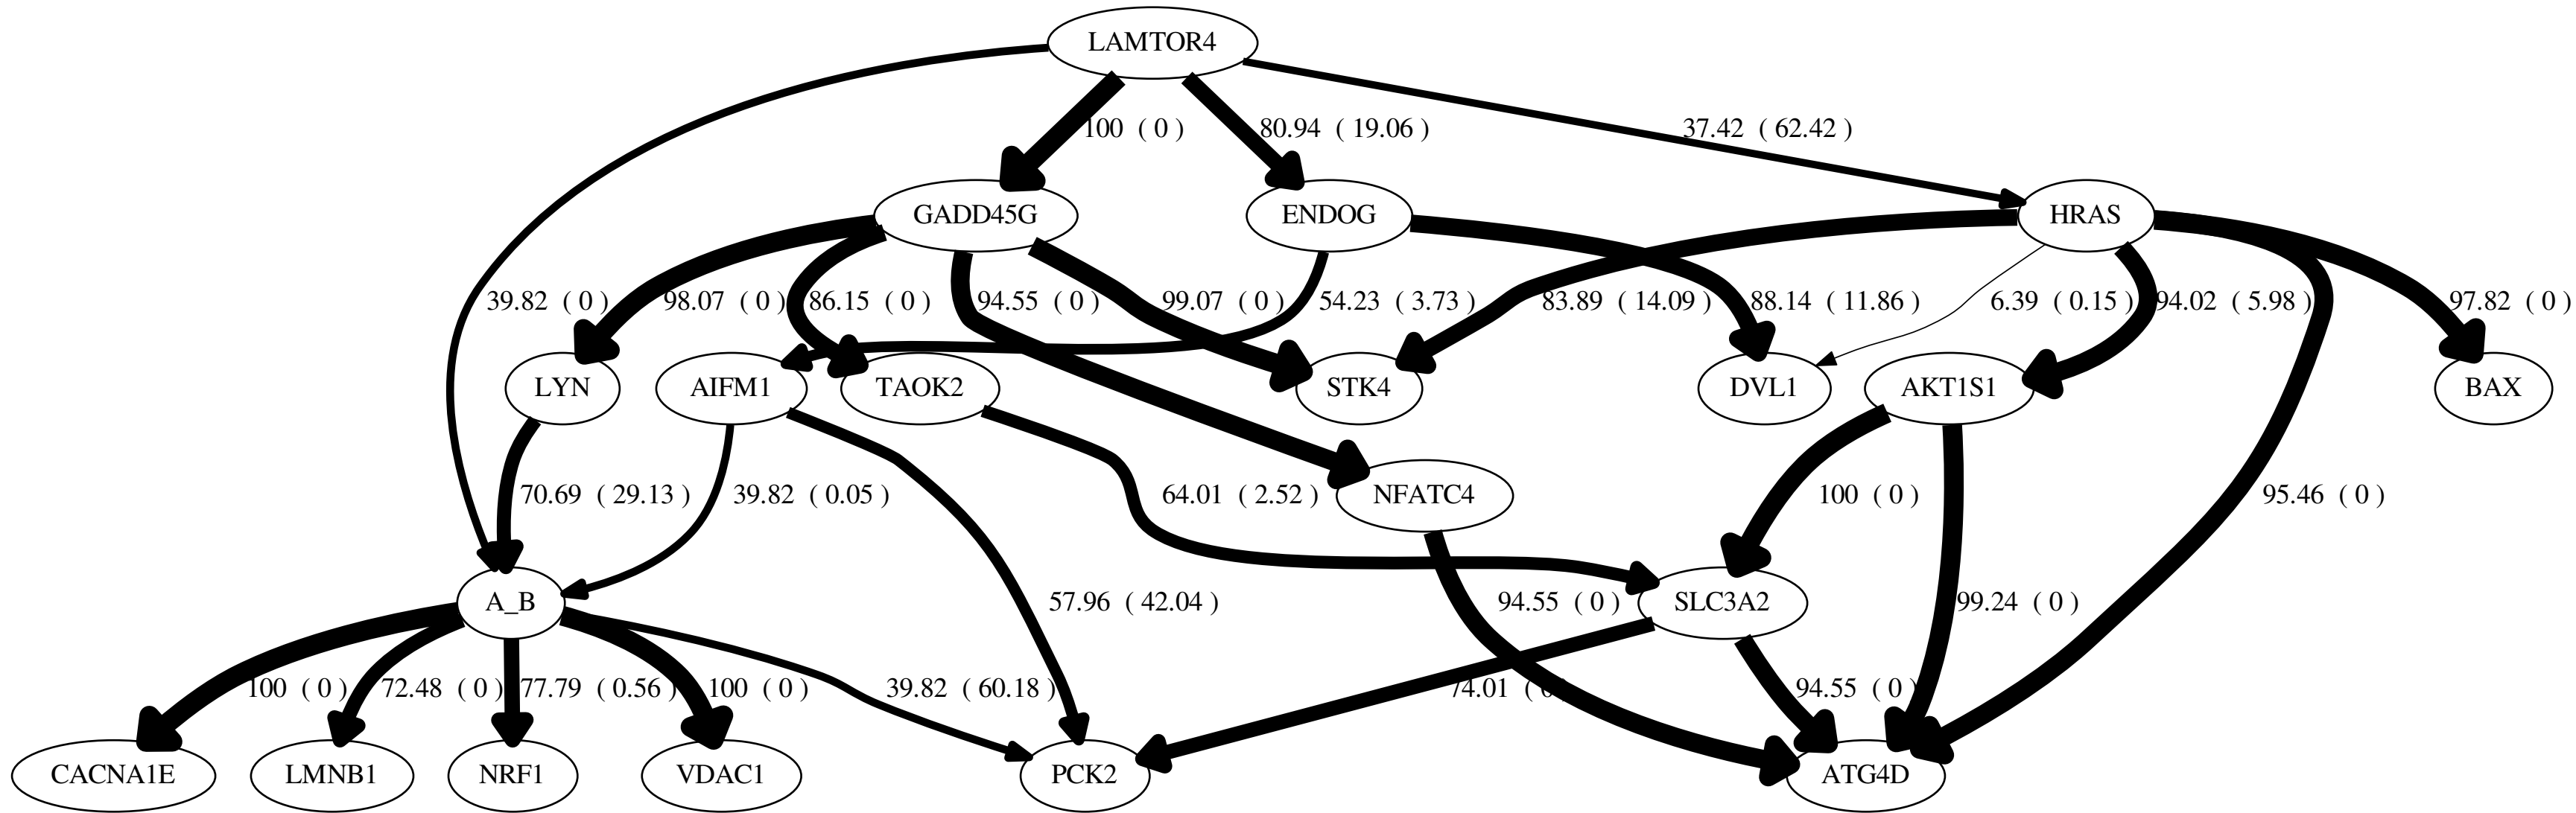 LAMTOR4
100 ( 0 )
80.94 ( 19.06 )
37.42 ( 62.42 )
GADD45G
ENDOG
HRAS
39.82 ( 0 )
98.07 ( 0 )
86.15 ( 0 )
94.55 ( 0 )
99.07 ( 0 )
54.23 ( 3.73 )
83.89 ( 14.09 )
88.14 ( 11.86 )
6.39 ( 0.15 )
94.02 ( 5.98 )
97.82 ( 0 )
LYN
AIFM1
TAOK2
STK4
DVL1
AKT1S1
BAX
70.69 ( 29.13 )
39.82 ( 0.05 )
64.01 ( 2.52 )
NFATC4
100 ( 0 )
95.46 ( 0 )
A_B
57.96 ( 42.04 )
94.55 ( 0 )
SLC3A2
99.24 ( 0 )
100 ( 0 )
72.48 ( 0 )
77.79 ( 0.56 )
100 ( 0 )
39.82 ( 60.18 )
74.01 ( 0 )
94.55 ( 0 )
CACNA1E
LMNB1
NRF1
VDAC1
PCK2
ATG4D